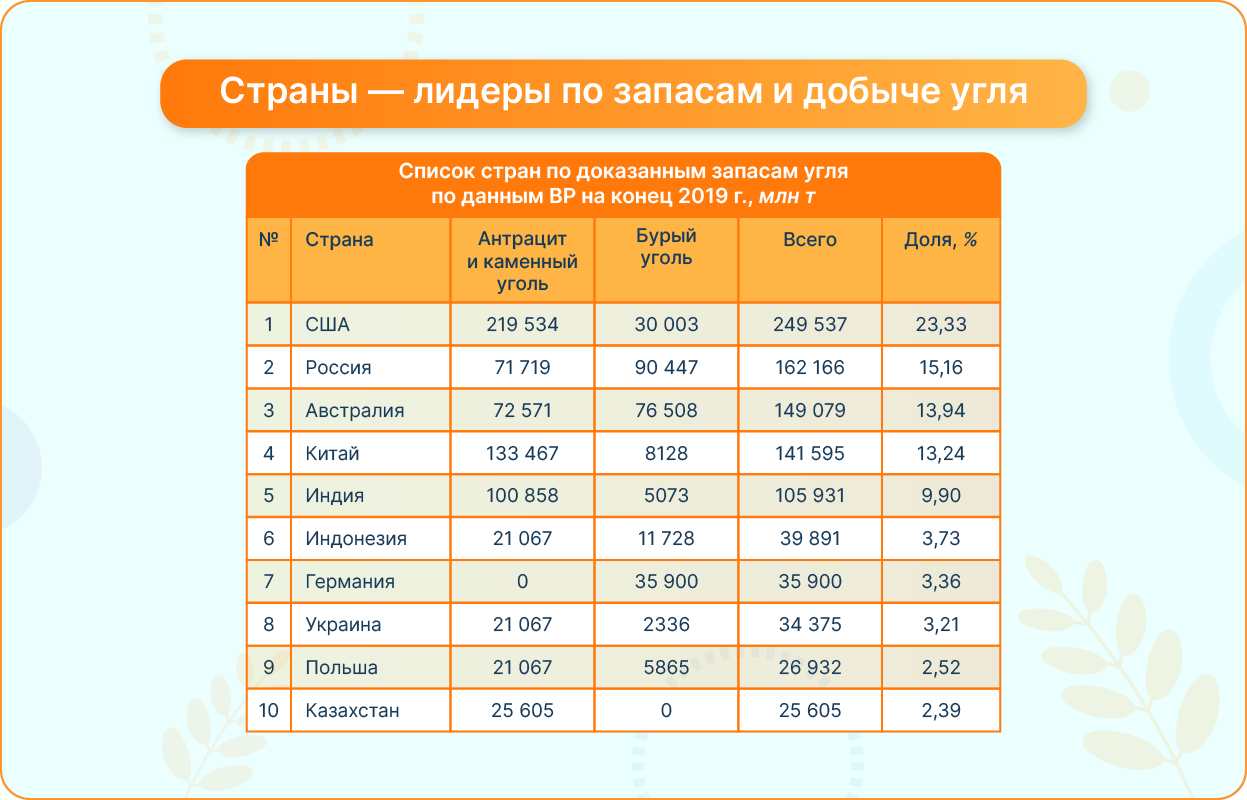 Страны — лидеры по запасам и добыче угля
Список стран по доказанным запасам угля
по данным BP на конец 2019 г., млн т
№ Страна Антрацит и каменный уголь Бурый уголь Всего Доля, %
1 США 219 534 30 003 249 537 23,33
2 Россия 71 719 90 447 162 166 15,16
3 Австралия 72 571 76 508 149 079 13,94
4 Китай 133 467 8128 141 595 13,24
5 Индия 100 858 5073 105 931 9,90
6 Индонезия 21 067 11 728 39 891 3,73
7 Германия 0 35 900 35 900 3,36
8 Украина 21 067 2336 34 375 3,21
9 Польша 21 067 5865 26 932 2,52
10 Казахстан 25 605 0 25 605 2,39